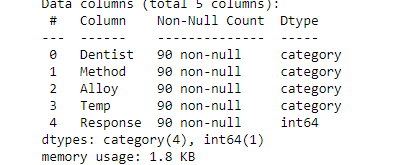 Data columns (total 5 columns):
 #   Column    Non-Null Count  Dtype
---  ------    --------------  -----
 0   Dentist   90 non-null     category
 1   Method    90 non-null     category
 2   Alloy     90 non-null     category
 3   Temp      90 non-null     category
 4   Response  90 non-null     int64
dtypes: category(4), int64(1)
memory usage: 1.8 KB